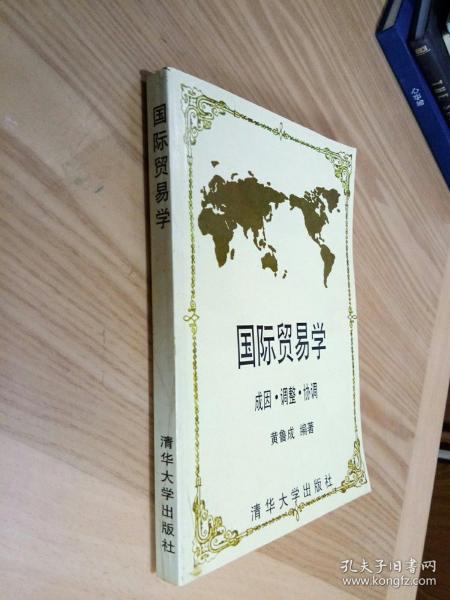 国际贸易学
清华大学出版社
国际贸易学
成因·调整·协调
黄鲁成 编著
清华大学出版社
THE S
孔夫子旧书网
www.kongfz.com